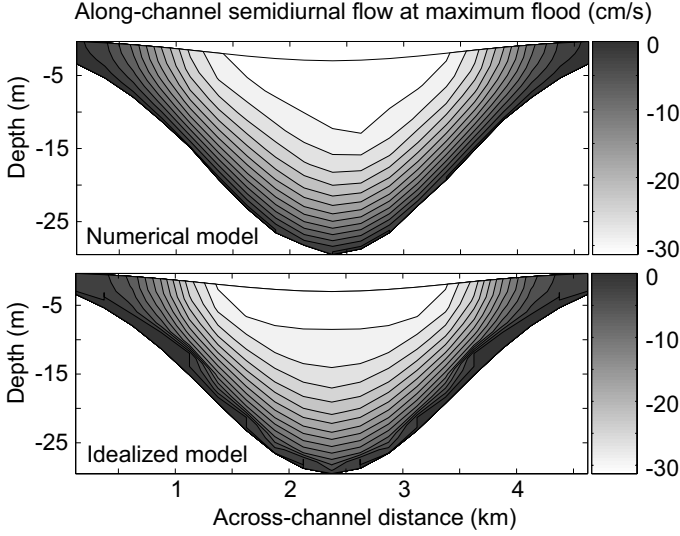 Along-channel semidiurnal flow at maximum flood (cm/s)
Depth (m)
-5
-15
-25
Numerical model
0
-10
-20
-30
Depth (m)
-5
-15
-25
Idealized model
0
-10
-20
-30
1 2 3 4
Across-channel distance (km)